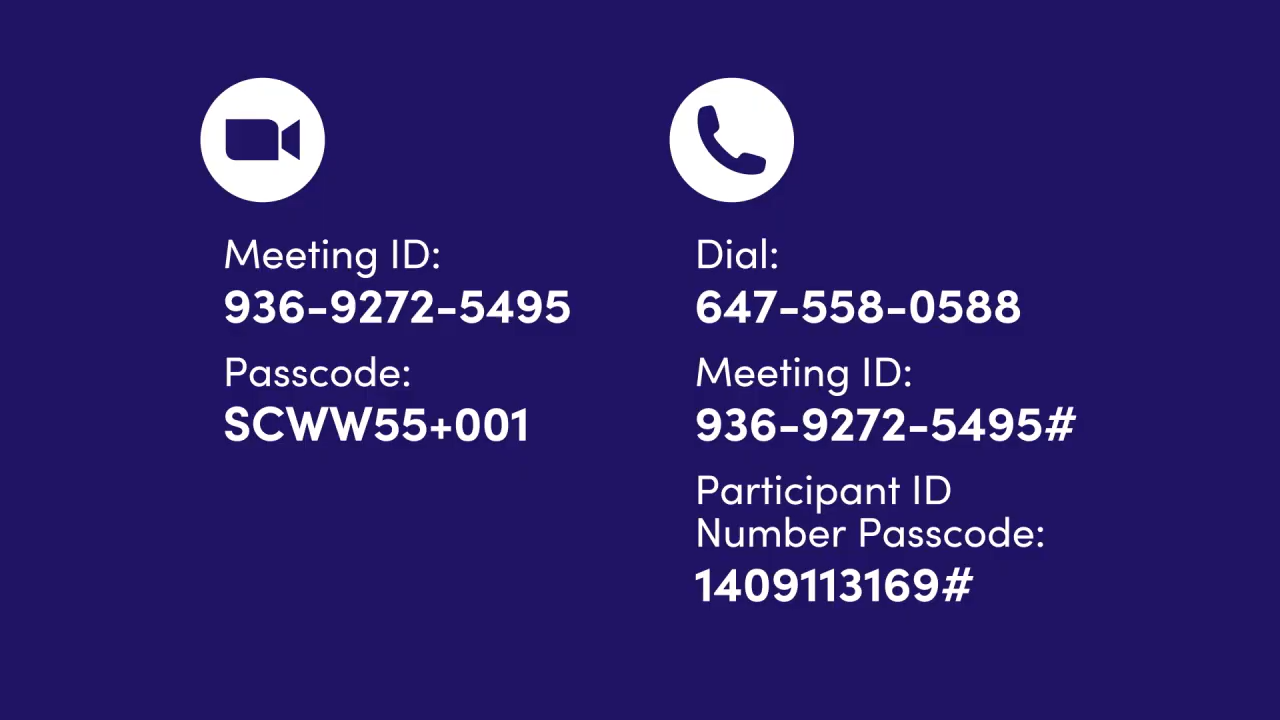 Meeting ID:
936-9272-5495
Passcode:
SCWW55+001
Dial:
647-558-0588
Meeting ID:
936-9272-5495#
Participant ID
Number Passcode:
1409113169#